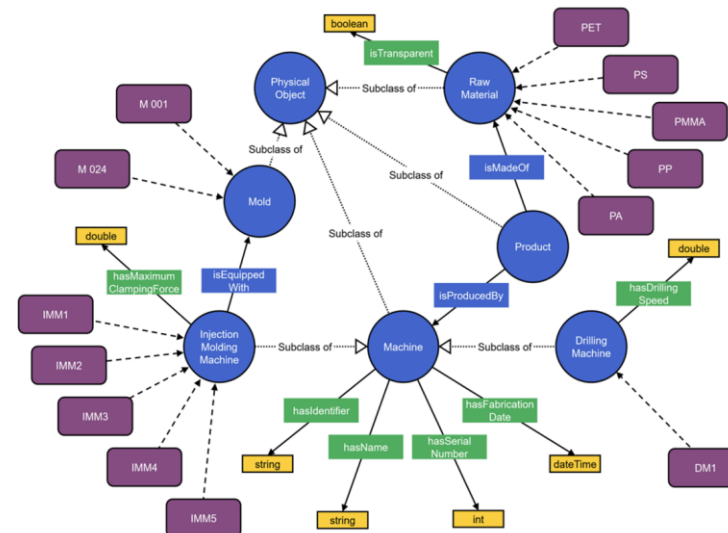 boolean
PET
isTransparent
PS
Physical
Object
Subclass of
Raw
Material
M 001
PMMA
Subclass of
PP
M 024
Subclass of
isMadeOf
PA
Mold
Subclass of
Product
double
double
hasMaximum
ClampingForce
isEquipped
With
isProducedBy
hasDrilling
Speed
IMM1
Injection
Molding
Machine
Subclass of
Machine
Subclass of
Drilling
Machine
IMM2
IMM3
hasIdentifier
hasFabrication
Date
hasName
hasSerial
Number
IMM4
string
dateTime
DM1
IMM5
string
int